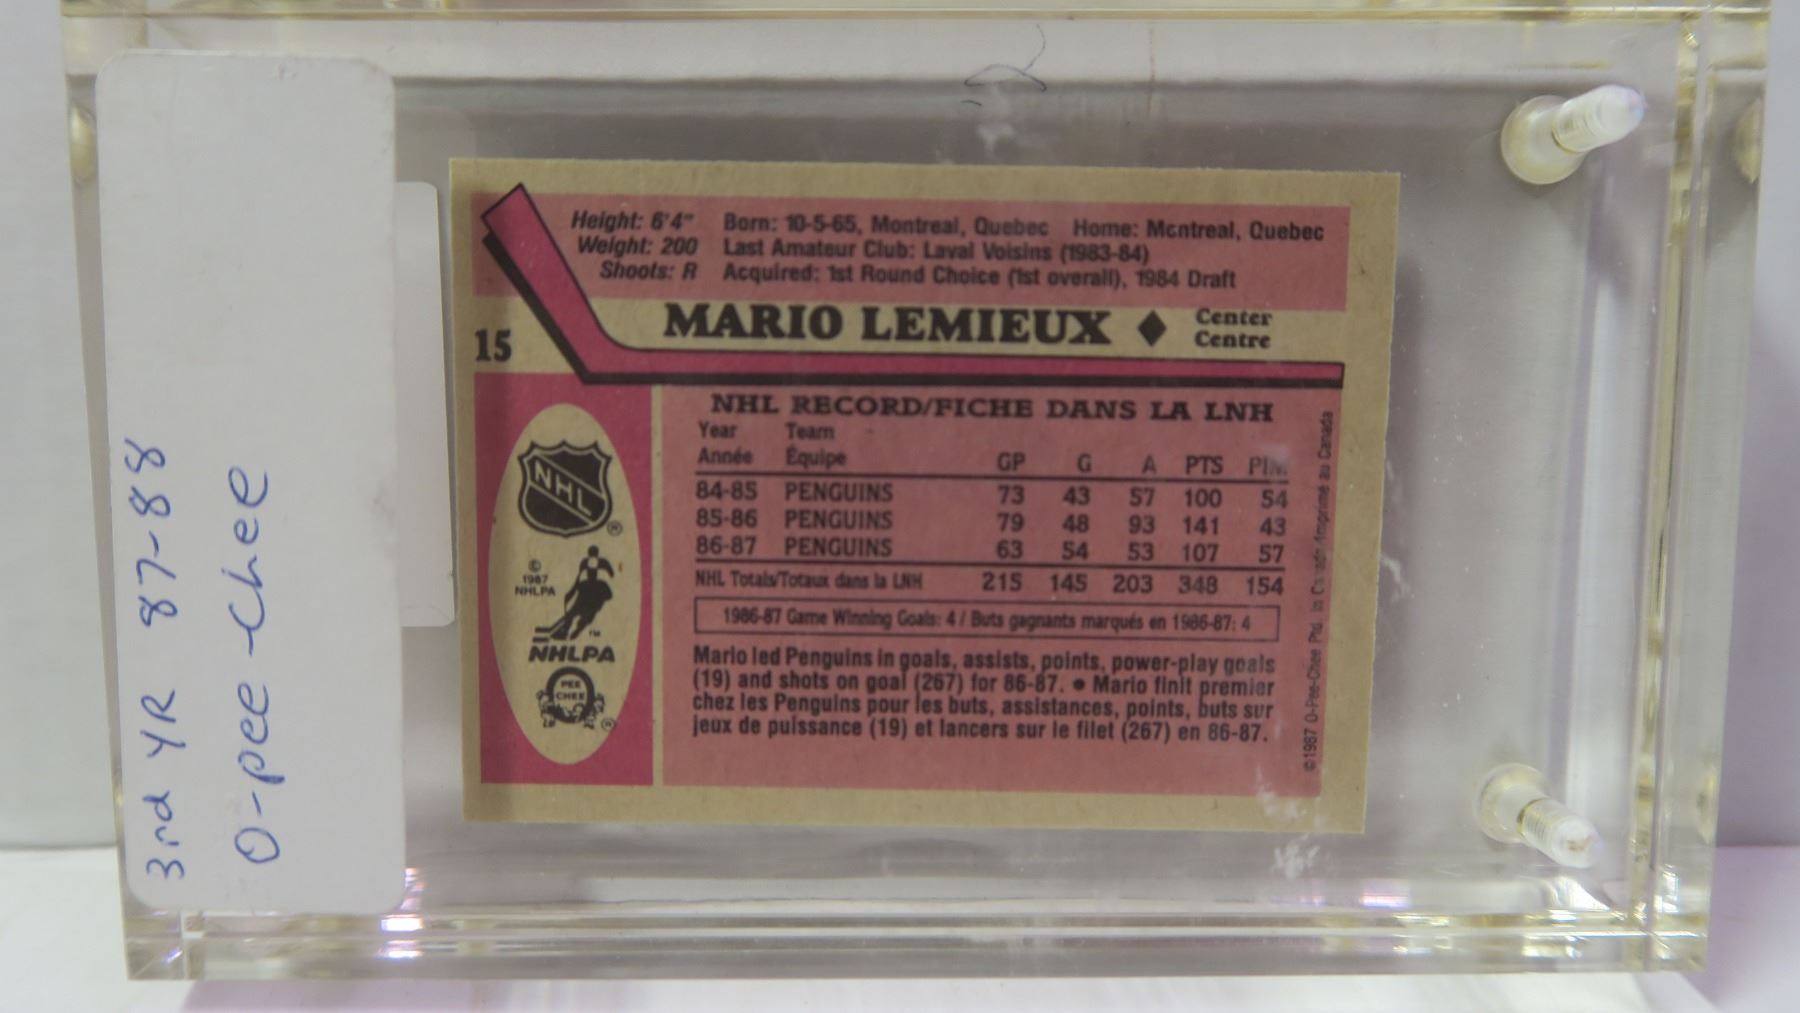 3rd YR 87-88
O-pee-chee
Height: 6'4" Born: 10-5-65, Montreal, Quebec Home: Montreal, Quebec
Weight: 200 Last Amateur Club: Laval Voisins (1983-84)
Shoots: R Acquired: 1st Round Choice (1st overall), 1984 Draft
15 MARIO LEMIEUX ♦ Center
Centre
NHL RECORD/FICHE DANS LA LNH
Year Team
Année Équipe GP G A PTS PIM
84-85 PENGUINS 73 43 57 100 54
85-86 PENGUINS 79 48 93 141 43
86-87 PENGUINS 63 54 53 107 57
NHL Totals/Totaux dans la LNH 215 145 203 348 154
1986-87 Game Winning Goals: 4 / Buts gagnants marqués en 1986-87: 4
Mario led Penguins in goals, assists, points, power-play goals
(19) and shots on goal (267) for 86-87. • Mario finit premier
chez les Penguins pour les buts, assistances, points, buts sur
jeux de puissance (19) et lancers sur le filet (267) en 86-87.
NHL ®
©
1987
NHLPA
™
NHLPA
PEE
CHEE
®
©1987 O-Pee-Chee Ptd. in Canada Imprimé au Canada